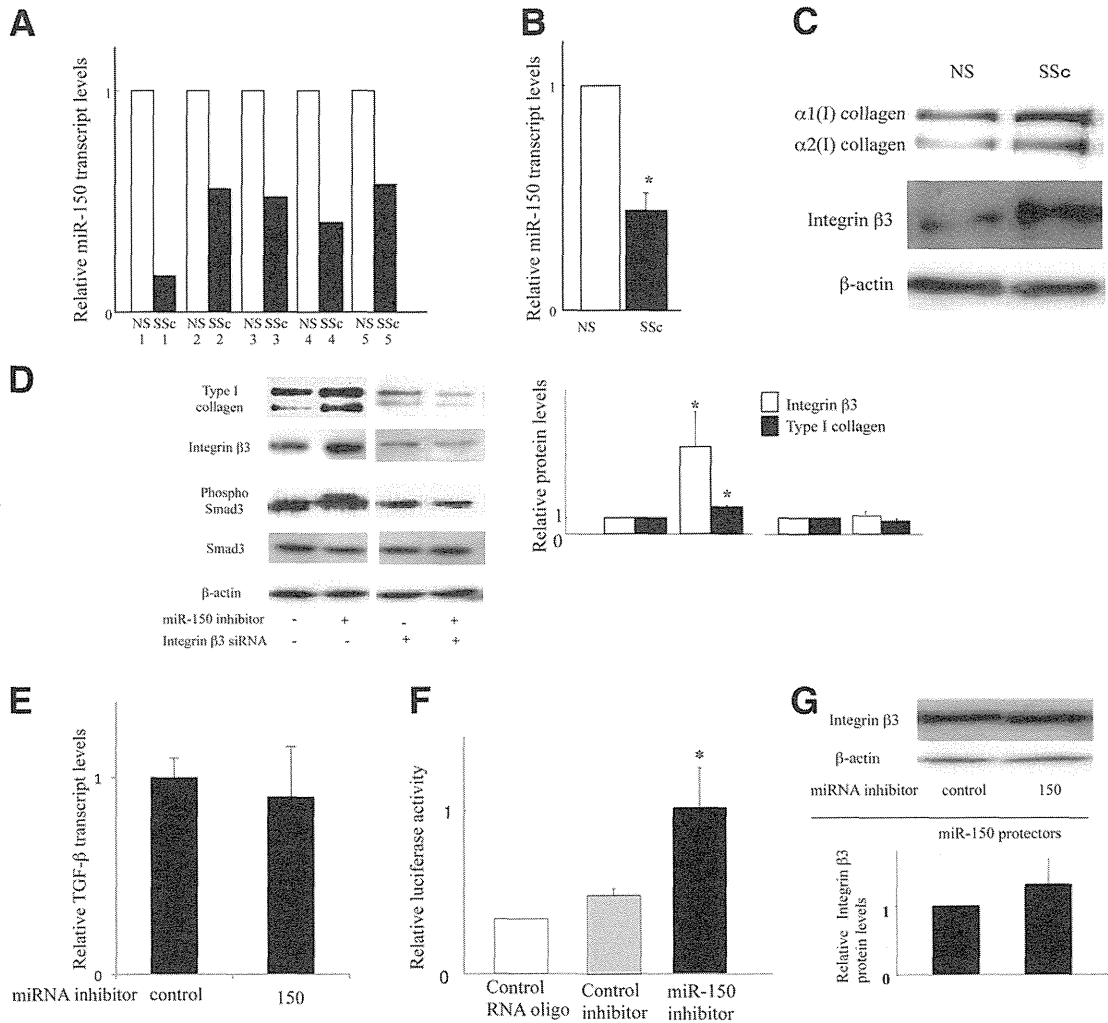 A
Relative miR-150 transcript levels
1
0
NS SSc NS SSc NS SSc NS SSc NS SSc
1 1 2 2 3 3 4 4 5 5
B
Relative miR-150 transcript levels
1
0
NS SSc
*
C
NS SSc
α1(I) collagen
α2(I) collagen
Integrin β3
β-actin
D
Type I
collagen
Integrin β3
Phospho
Smad3
Smad3
β-actin
miR-150 inhibitor - + - +
Integrin β3 siRNA - - + +
Relative protein levels
1
0
*
*
Integrin β3
Type I collagen
E
Relative TGF-β transcript levels
1
0
miRNA inhibitor control 150
F
Relative luciferase activity
1
0
*
Control
RNA oligo
Control
inhibitor
miR-150
inhibitor
G
Integrin β3
β-actin
miRNA inhibitor control 150
miR-150 protectors
Relative Integrin β3
protein levels
1
0